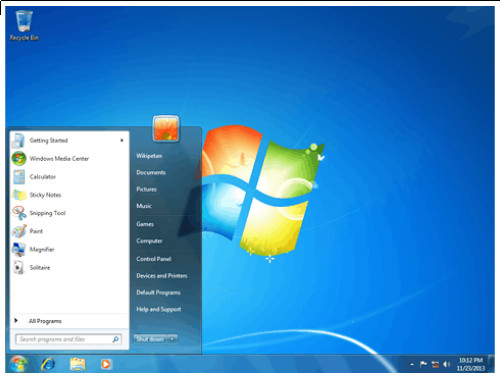 Recycle Bin
Getting Started
Windows Media Center
Calculator
Sticky Notes
Snipping Tool
Paint
Magnifier
Solitaire
All Programs
Search programs and files
Wikipetan
Documents
Pictures
Music
Games
Computer
Control Panel
Devices and Printers
Default Programs
Help and Support
Shut down
10:12 PM
11/23/2013